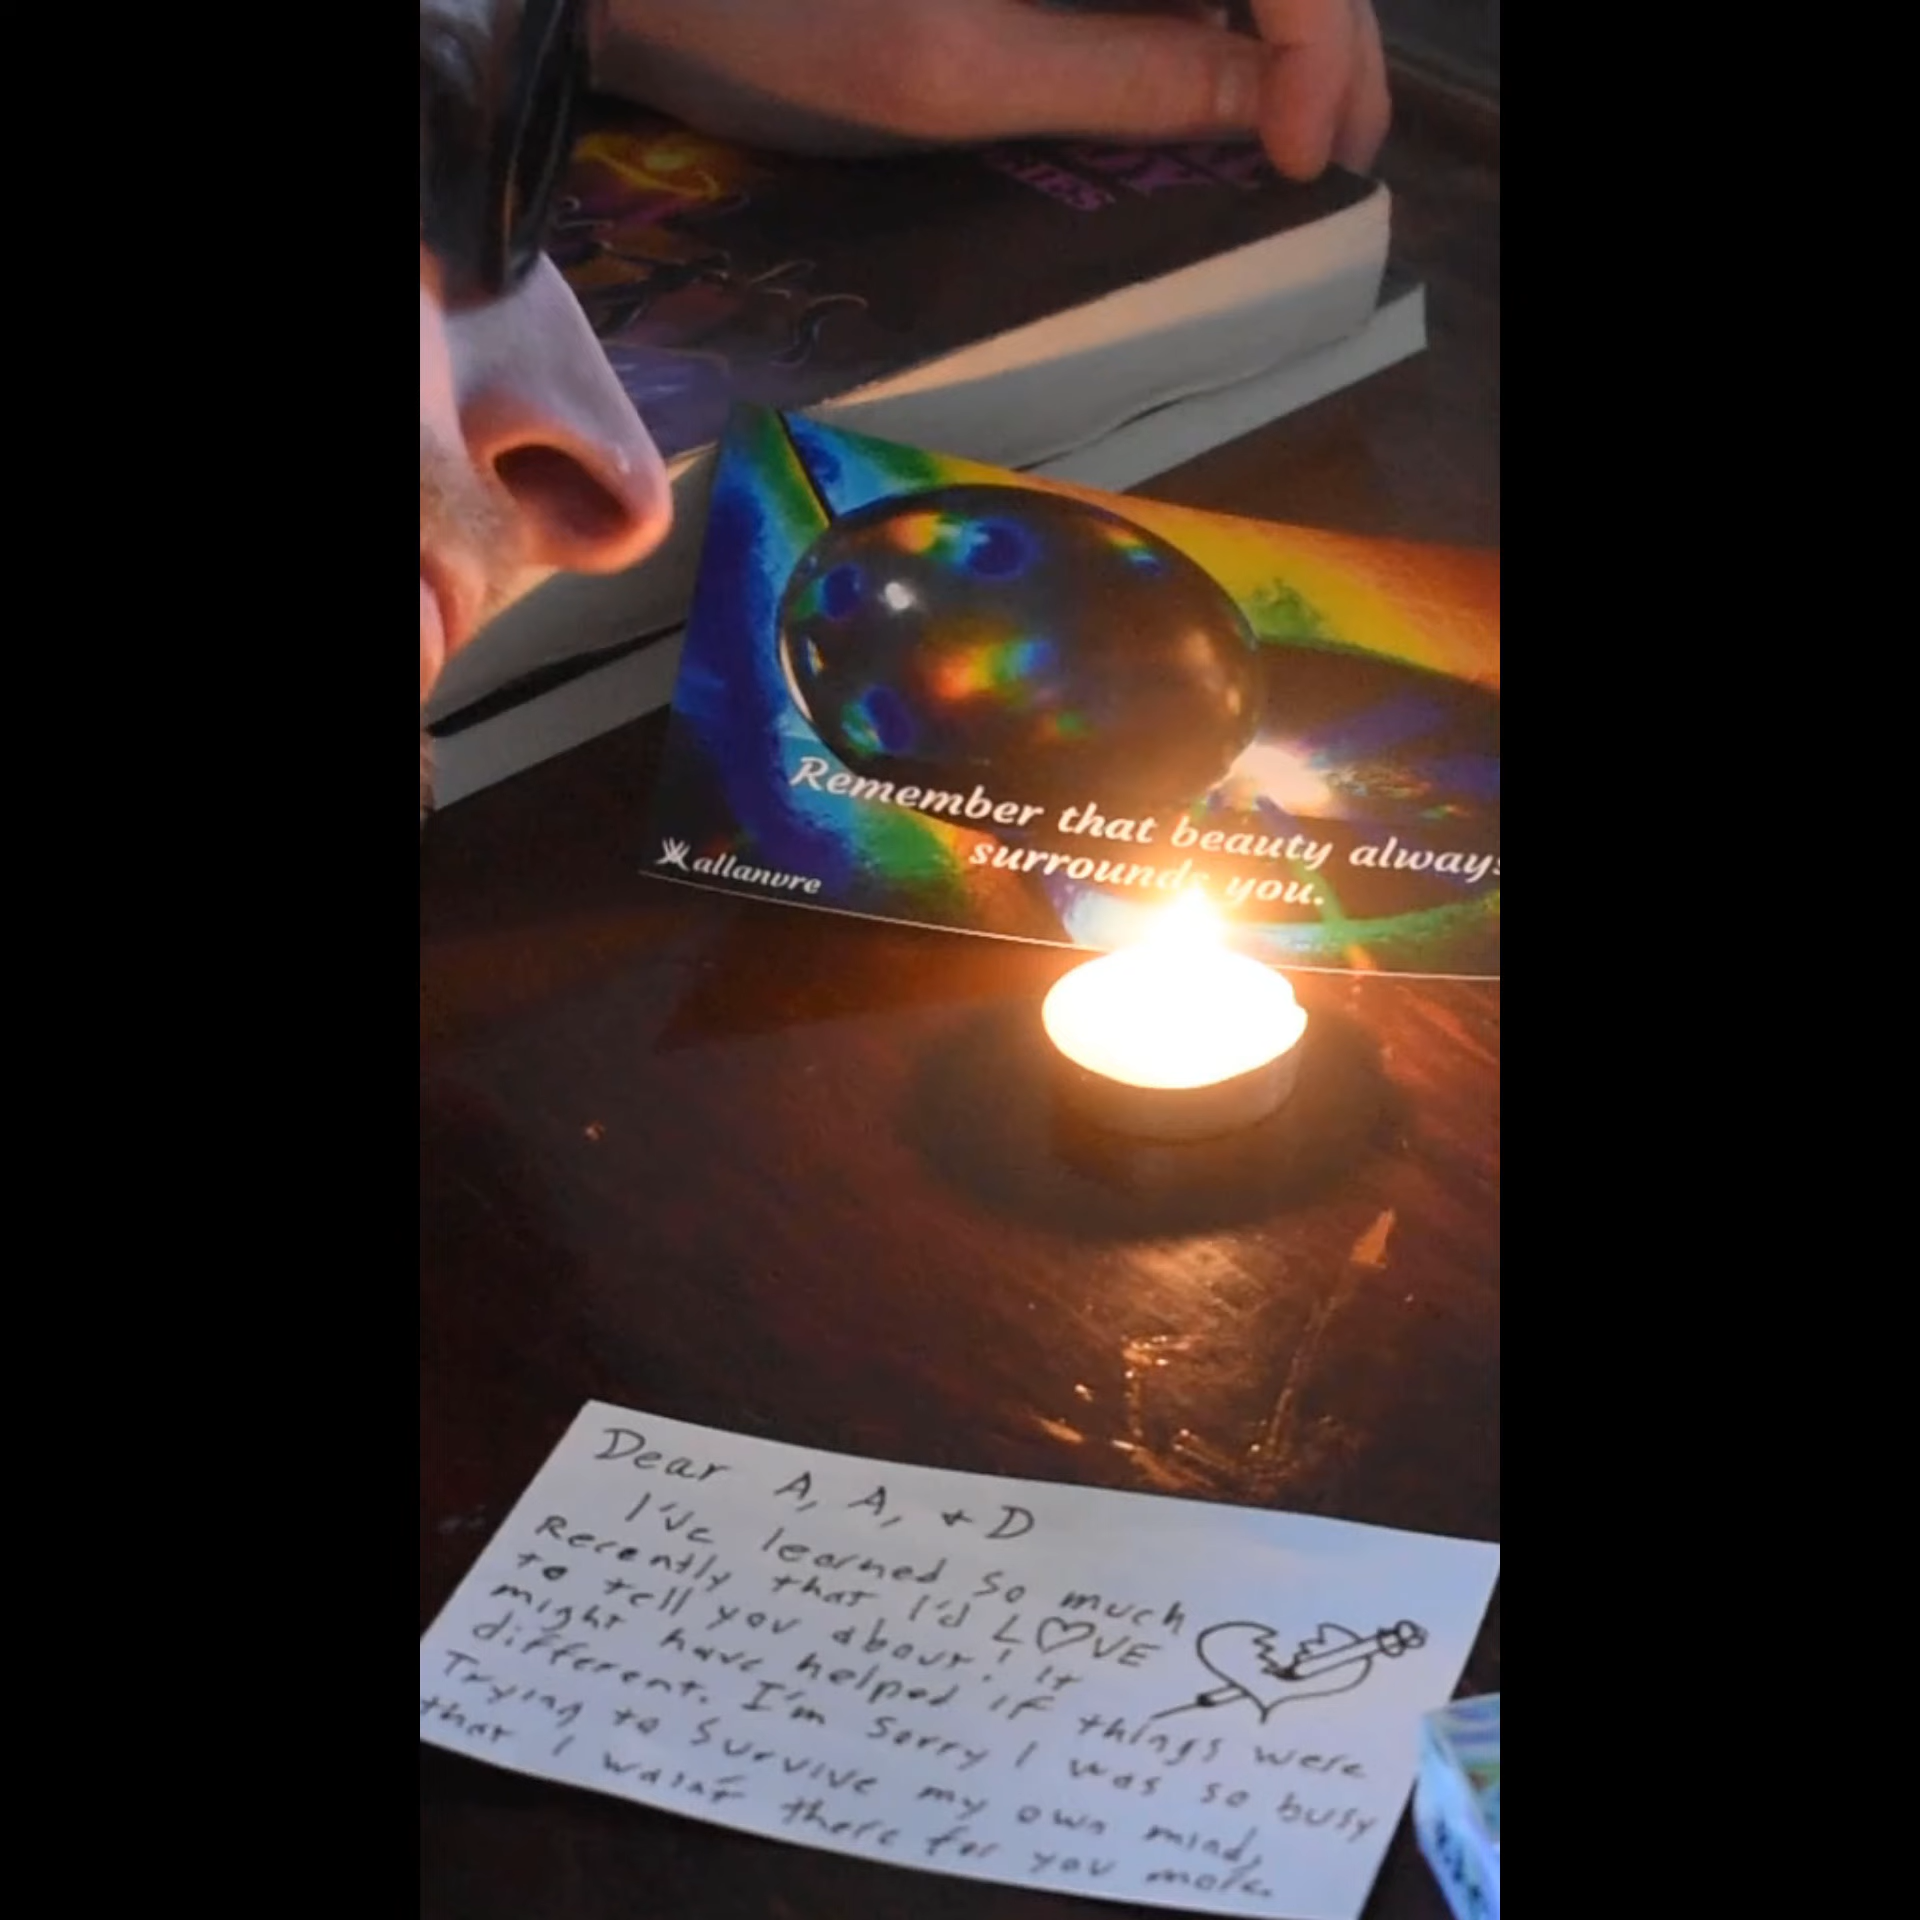 Remember that beauty always
surrounds you.
allanvre
Dear A, A, + D
I've learned so much
Recently that I'd L♡VE
to tell you about! It
might have helped if things were
different. I'm sorry I was so busy
Trying to survive my own mind,
that I wasn't there for you more.